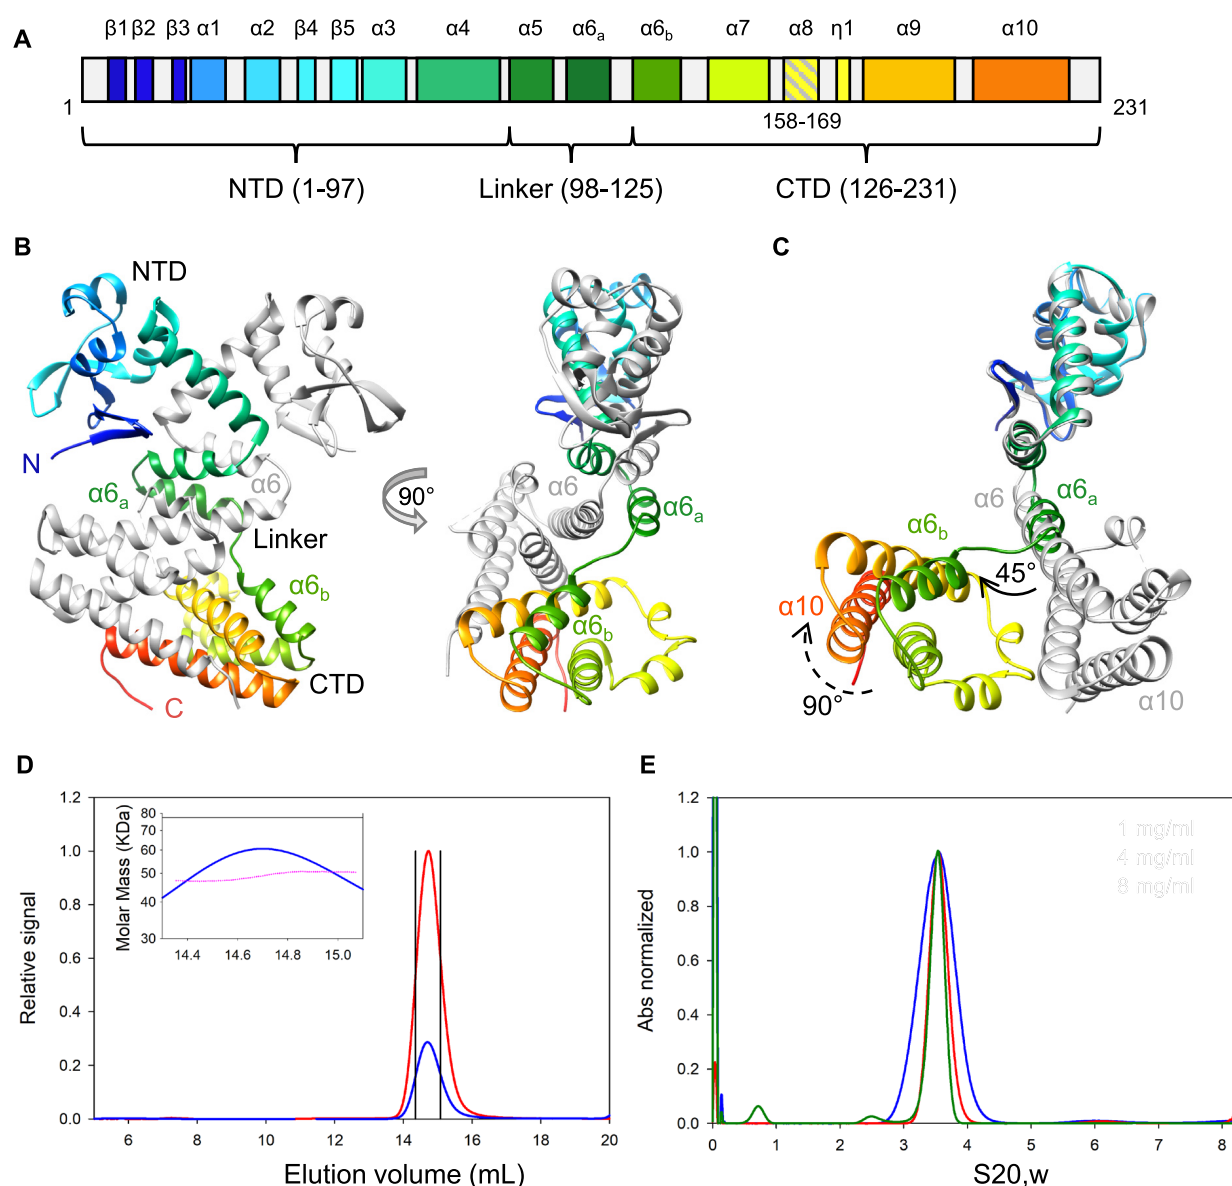 A
β1 β2 β3 α1 α2 β4 β5 α3 α4 α5 α6a α6b α7 α8 η1 α9 α10
1
158-169
231
NTD (1-97)
Linker (98-125)
CTD (126-231)
B
NTD
N
α6a
α6
Linker
α6b
CTD
C
90°
α6
α6a
α6b
C
α6
α6a
α6b
45°
α10
90°
α10
D
Relative signal
1.2
1.0
0.8
0.6
0.4
0.2
0.0
6 8 10 12 14 16 18 20
Elution volume (mL)
Molar Mass (KDa)
80
70
60
50
40
30
14.4 14.6 14.8 15.0
E
Abs normalized
1.2
1.0
0.8
0.6
0.4
0.2
0.0
0 1 2 3 4 5 6 7 8
S20,w
1 mg/ml
4 mg/ml
8 mg/ml